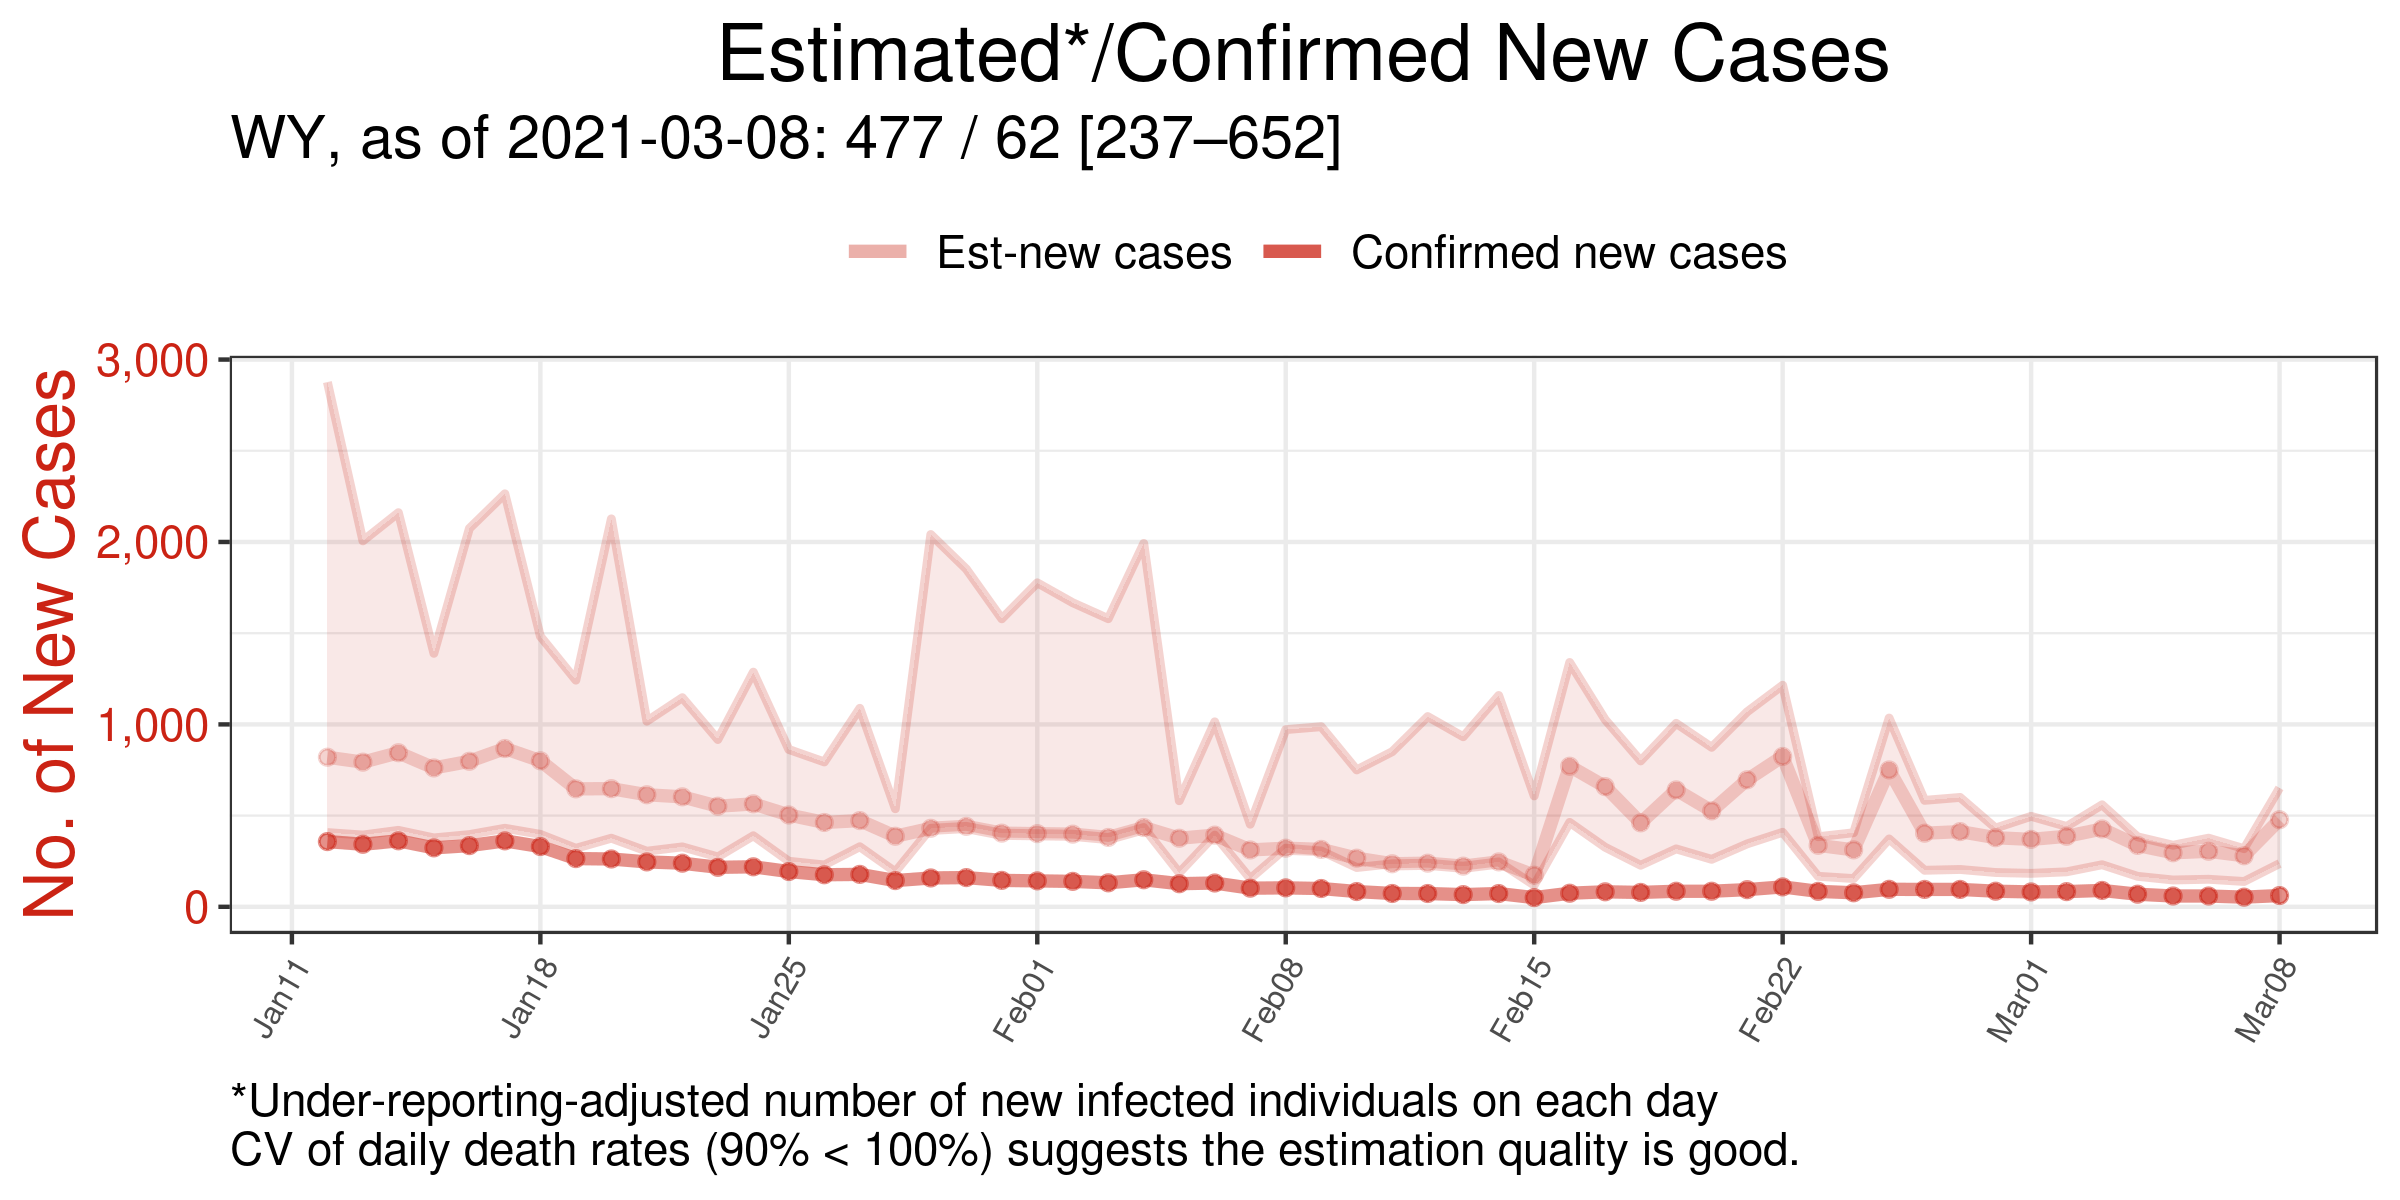 Estimated*/Confirmed New Cases
WY, as of 2021-03-08: 477 / 62 [237–652]
Est-new cases
Confirmed new cases
No. of New Cases
3,000
2,000
1,000
0
Jan11
Jan18
Jan25
Feb01
Feb08
Feb15
Feb22
Mar01
Mar08
*Under-reporting-adjusted number of new infected individuals on each day
CV of daily death rates (90% < 100%) suggests the estimation quality is good.